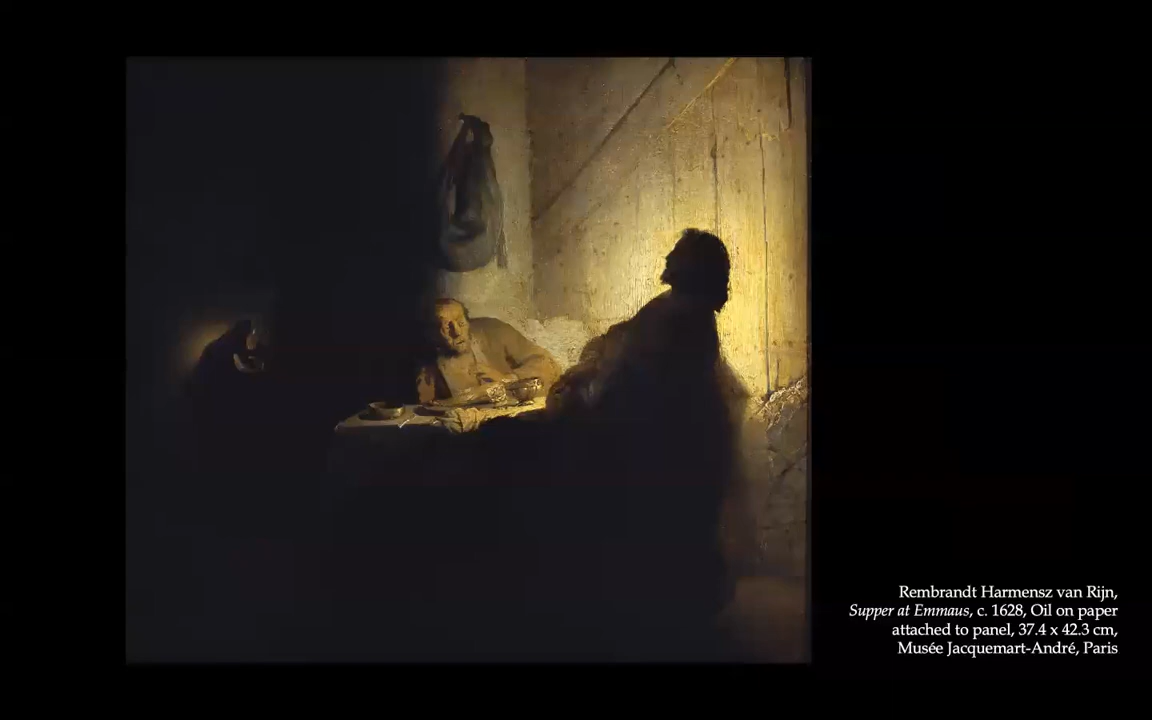 Rembrandt Harmensz van Rijn,
Supper at Emmaus, c. 1628, Oil on paper
attached to panel, 37.4 x 42.3 cm,
Musée Jacquemart-André, Paris